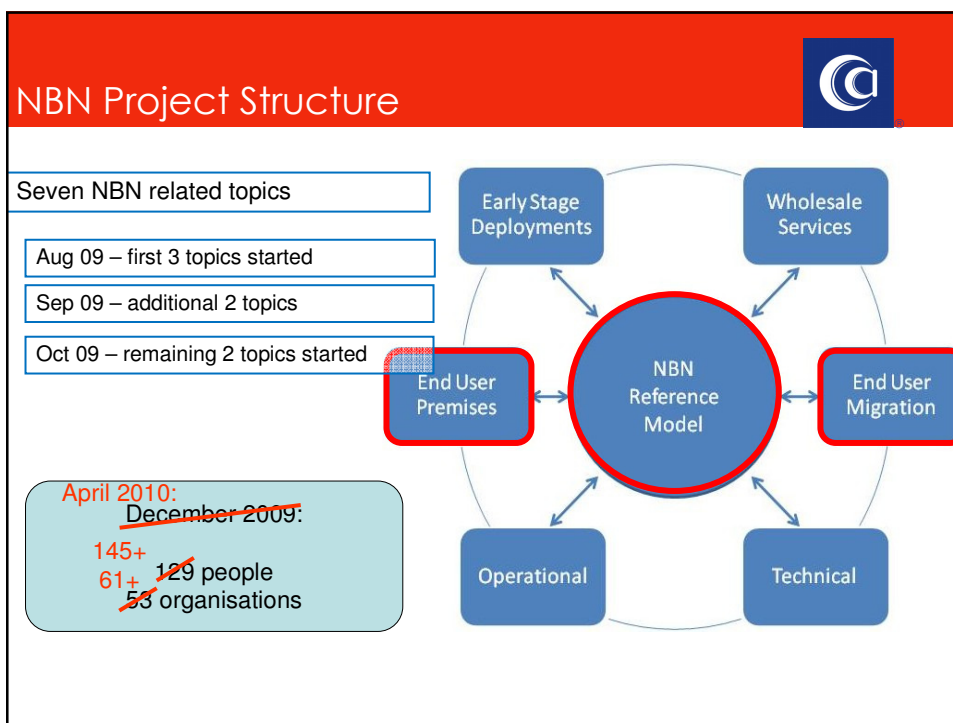 NBN Project Structure
®
Seven NBN related topics
Aug 09 – first 3 topics started
Sep 09 – additional 2 topics
Oct 09 – remaining 2 topics started
Early Stage
Deployments
Wholesale
Services
End User
Premises
NBN
Reference
Model
End User
Migration
Operational
Technical
April 2010:
December 2009:
145+
129 people
61+
53 organisations